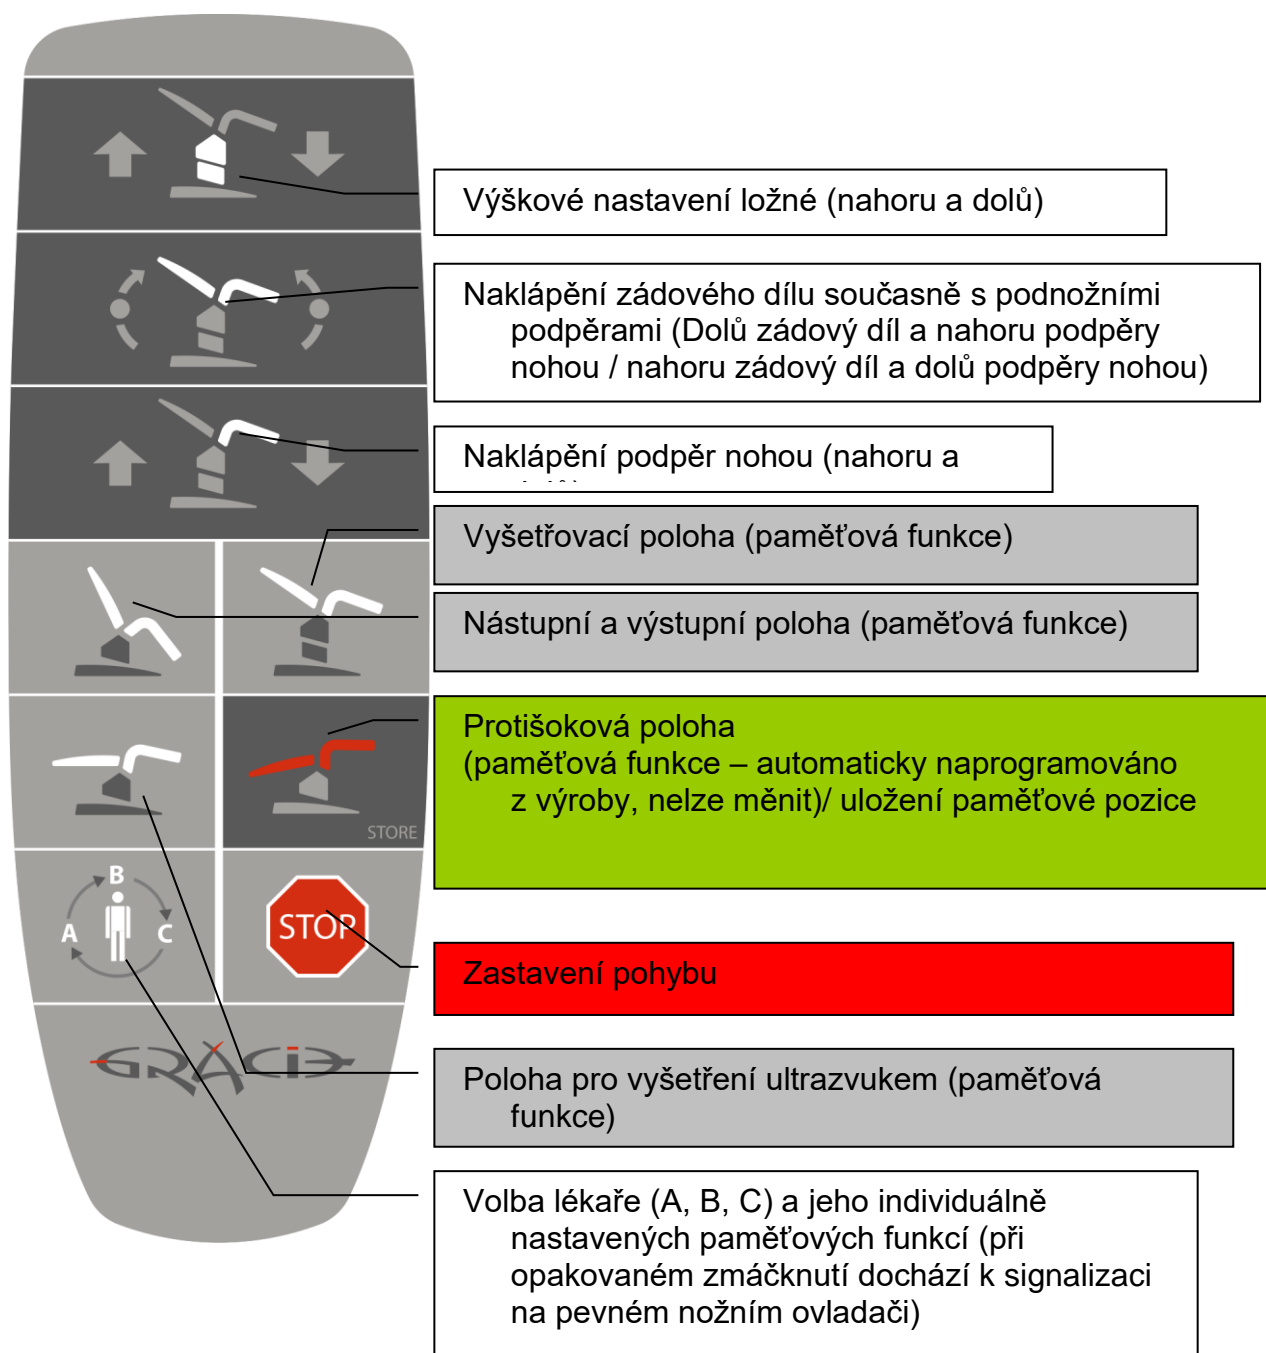 Výškové nastavení ložné (nahoru a dolů)
Naklápění zádového dílu současně s podnožními
podpěrami (Dolů zádový díl a nahoru podpěry
nohou / nahoru zádový díl a dolů podpěry nohou)
Naklápění podpěr nohou (nahoru a
Vyšetřovací poloha (paměťová funkce)
Nástupní a výstupní poloha (paměťová funkce)
Protišoková poloha
(paměťová funkce – automaticky naprogramováno
z výroby, nelze měnit)/ uložení paměťové pozice
STORE
B
A C
STOP
Zastavení pohybu
GRACIE
Poloha pro vyšetření ultrazvukem (paměťová
funkce)
Volba lékaře (A, B, C) a jeho individuálně
nastavených paměťových funkcí (při
opakovaném zmáčknutí dochází k signalizaci
na pevném nožním ovladači)